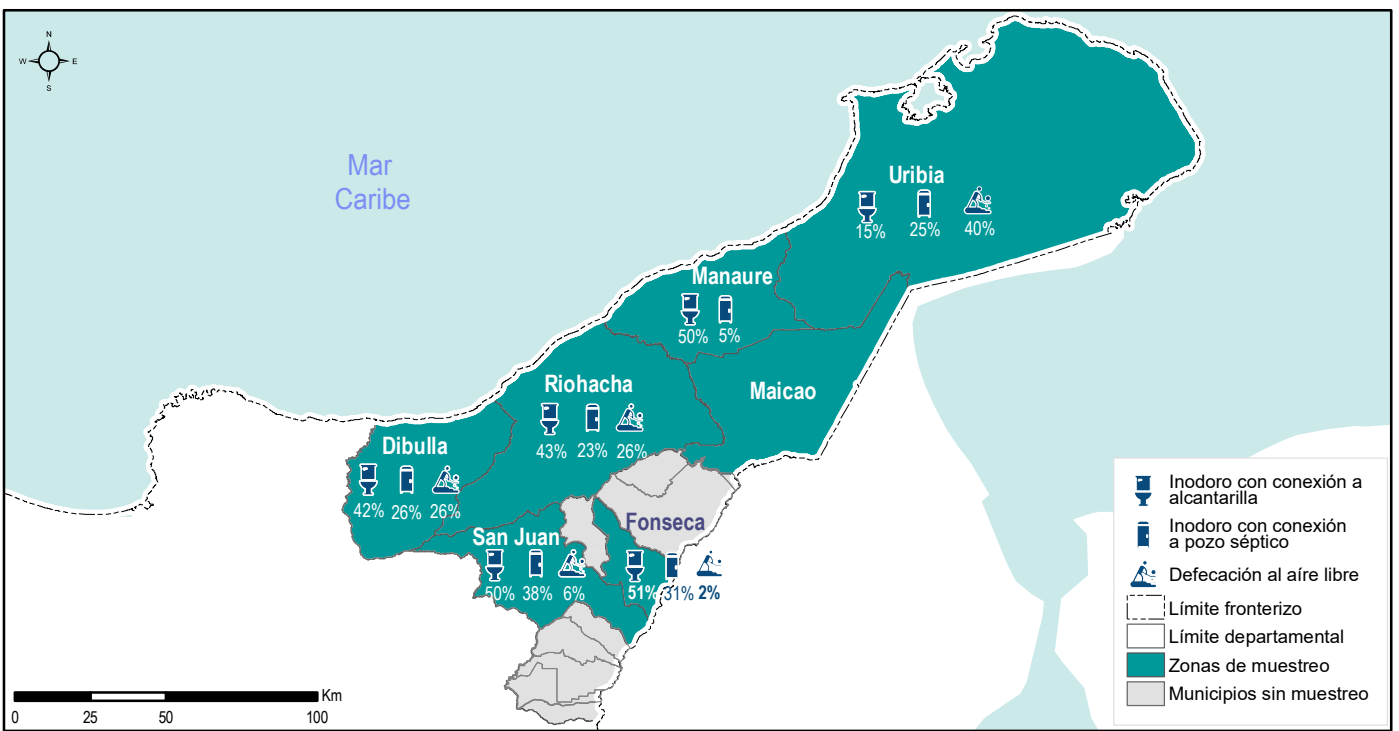 N
W E
S
Mar
Caribe
Uribia
15% 25% 40%
Manaure
50% 5%
Maicao
Riohacha
43% 23% 26%
Dibulla
42% 26% 26%
Fonseca
51% 31% 2%
San Juan
50% 38% 6%
Inodoro con conexión a
alcantarilla
Inodoro con conexión
a pozo séptico
Defecación al aíre libre
Límite fronterizo
Límite departamental
Zonas de muestreo
Municipios sin muestreo
Km
0 25 50 100